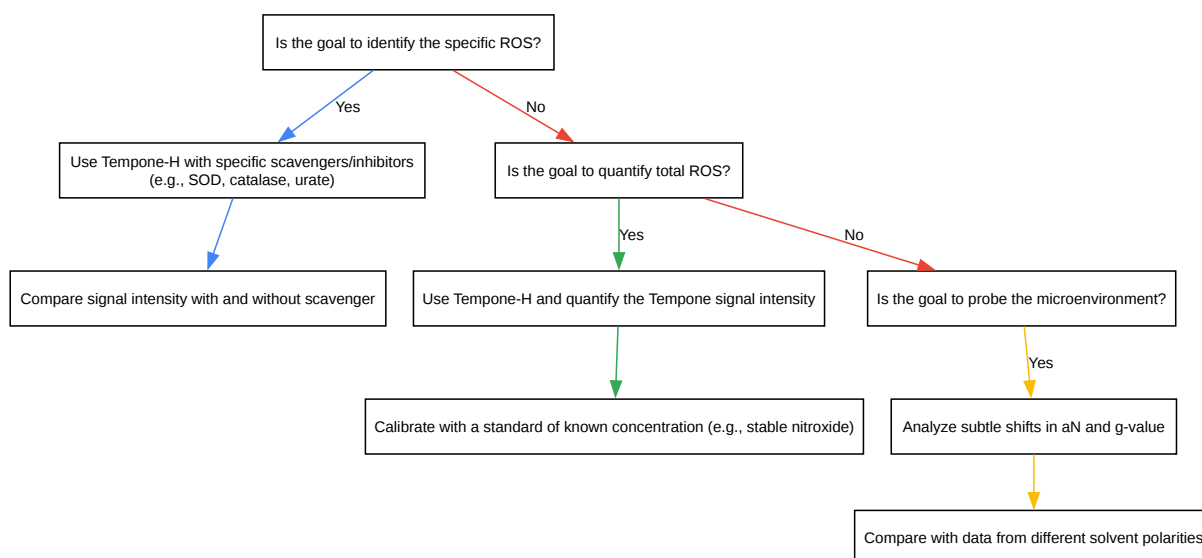 Is the goal to identify the specific ROS?
Yes
No
Use Tempone-H with specific scavengers/inhibitors
(e.g., SOD, catalase, urate)
Is the goal to quantify total ROS?
Yes
No
Compare signal intensity with and without scavenger
Use Tempone-H and quantify the Tempone signal intensity
Is the goal to probe the microenvironment?
Yes
Calibrate with a standard of known concentration (e.g., stable nitroxide)
Analyze subtle shifts in aN and g-value
Compare with data from different solvent polarities